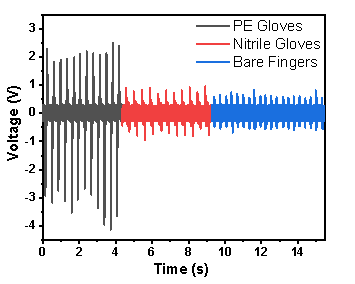 PE Gloves
Nitrile Gloves
Bare Fingers
Voltage (V)
3
2
1
0
-1
-2
-3
-4
0 2 4 6 8 10 12 14
Time (s)